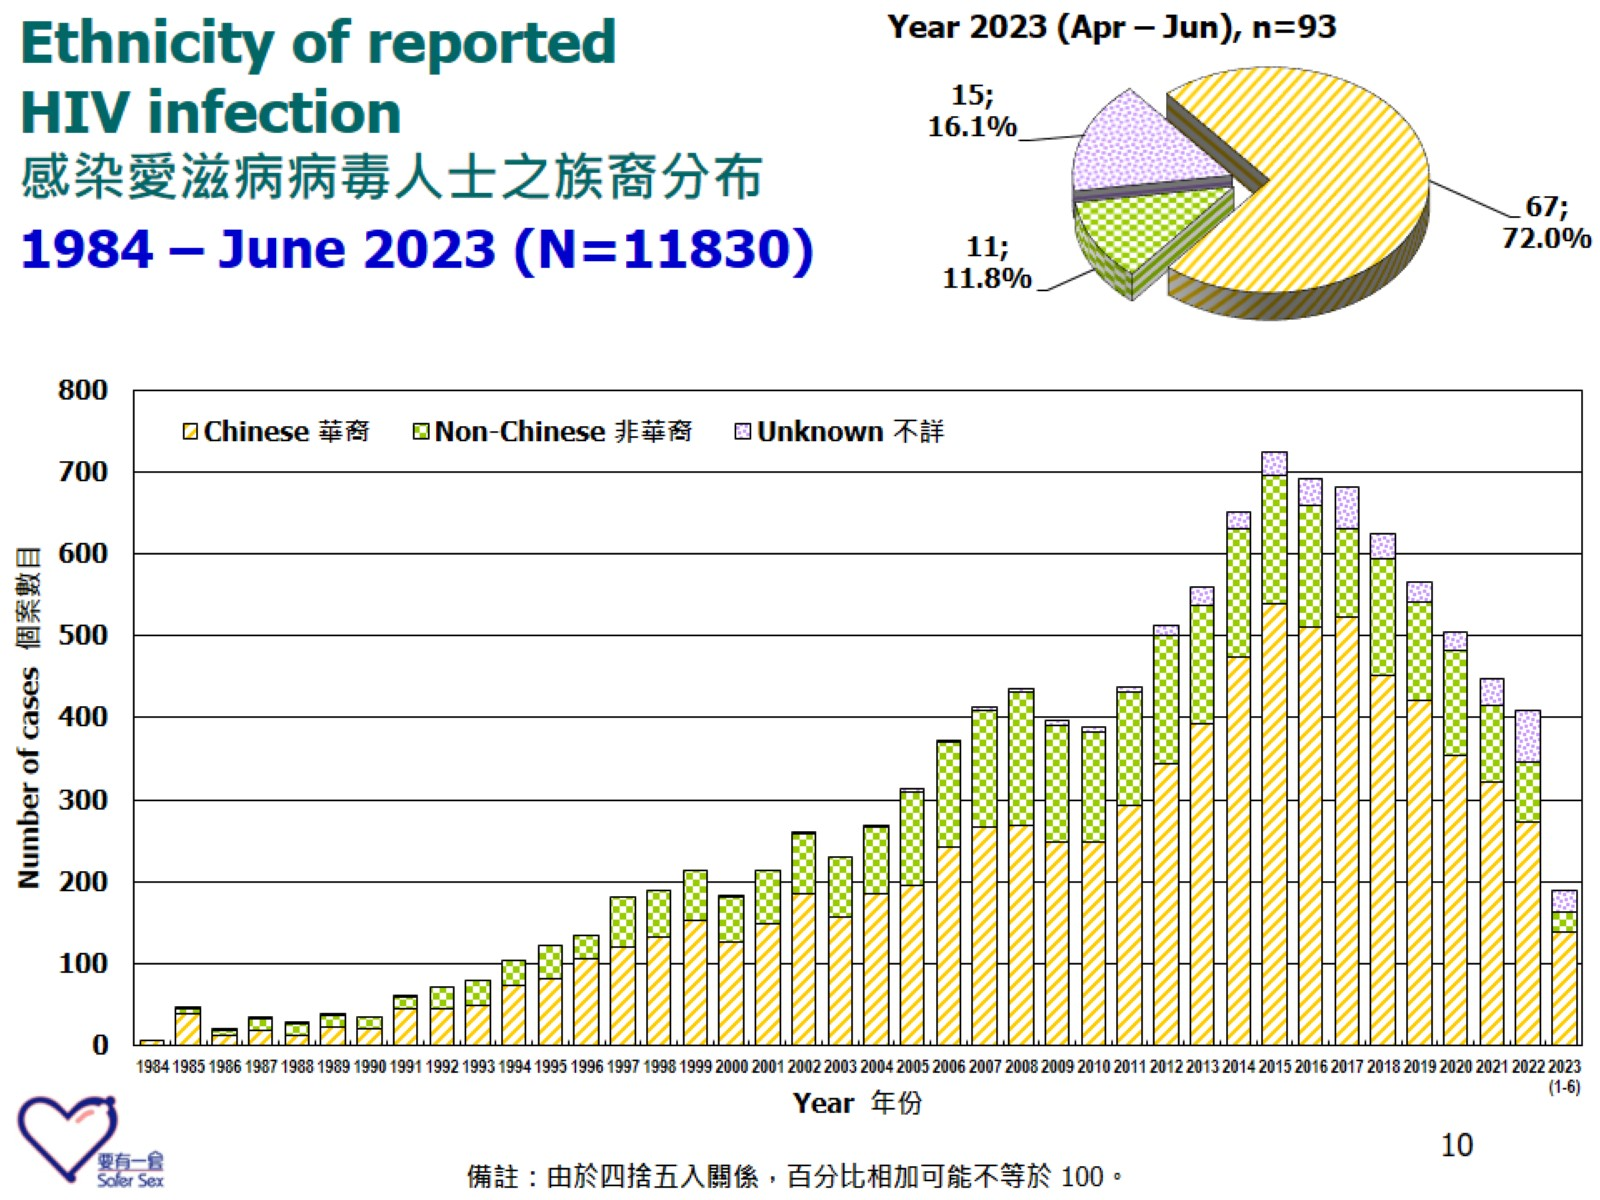 Ethnicity of reported
HIV infection
感染愛滋病病毒人士之族裔分布
1984 – June 2023 (N=11830)
Year 2023 (Apr – Jun), n=93
15;
16.1%
67;
72.0%
11;
11.8%
800
700
600
500
400
300
200
100
0
Chinese 華裔 Non-Chinese 非華裔 Unknown 不詳
Number of cases 個案數目
1984 1985 1986 1987 1988 1989 1990 1991 1992 1993 1994 1995 1996 1997 1998 1999 2000 2001 2002 2003 2004 2005 2006 2007 2008 2009 2010 2011 2012 2013 2014 2015 2016 2017 2018 2019 2020 2021 2022 2023
(1-6)
Year 年份
要有一套
Safer Sex
10
備註：由於四捨五入關係，百分比相加可能不等於 100。